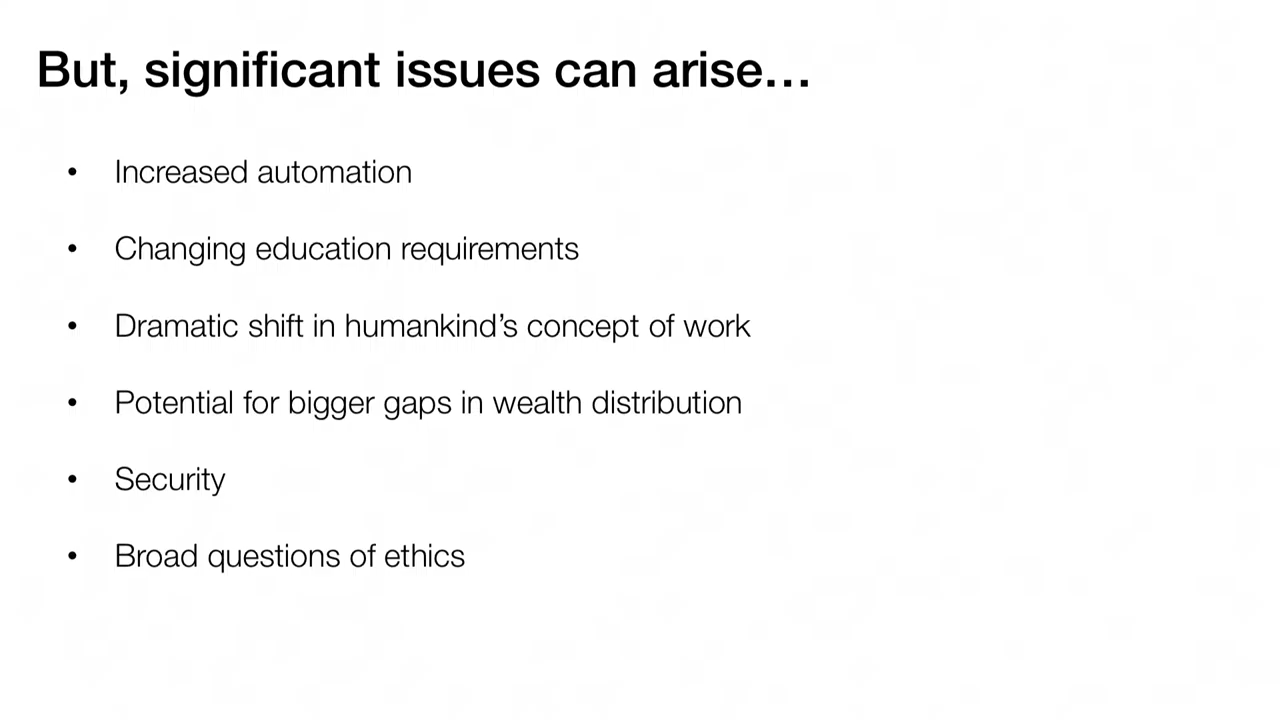 But, significant issues can arise…
• Increased automation
• Changing education requirements
• Dramatic shift in humankind’s concept of work
• Potential for bigger gaps in wealth distribution
• Security
• Broad questions of ethics